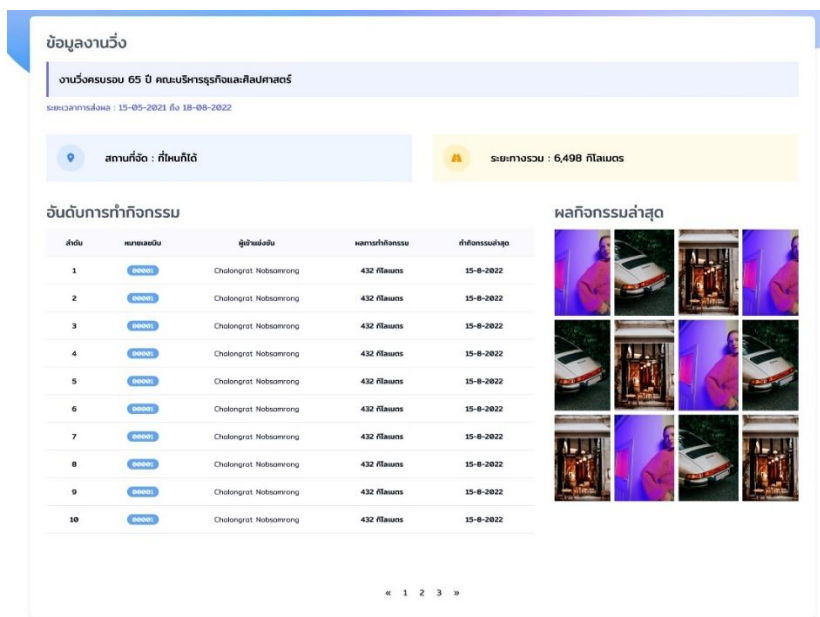 ข้อมูลงานวิ่ง
งานวิ่งครบรอบ 65 ปี คณะบริหารธุรกิจและศิลปศาสตร์
ระยะเวลาการส่งผล : 15-05-2021 ถึง 18-08-2022
สถานที่จัด : ที่ไหนก็ได้
ระยะทางรวม : 6,498 กิโลเมตร
อันดับการทำกิจกรรม
ผลกิจกรรมล่าสุด
ลำดับ หมายเลขบิบ ผู้เข้าแข่งขัน ผลการทำกิจกรรม ทำกิจกรรมล่าสุด
1 00001 Chalongrat Nobsamrong 432 กิโลเมตร 15-8-2022
2 00001 Chalongrat Nobsamrong 432 กิโลเมตร 15-8-2022
3 00001 Chalongrat Nobsamrong 432 กิโลเมตร 15-8-2022
4 00001 Chalongrat Nobsamrong 432 กิโลเมตร 15-8-2022
5 00001 Chalongrat Nobsamrong 432 กิโลเมตร 15-8-2022
6 00001 Chalongrat Nobsamrong 432 กิโลเมตร 15-8-2022
7 00001 Chalongrat Nobsamrong 432 กิโลเมตร 15-8-2022
8 00001 Chalongrat Nobsamrong 432 กิโลเมตร 15-8-2022
9 00001 Chalongrat Nobsamrong 432 กิโลเมตร 15-8-2022
10 00001 Chalongrat Nobsamrong 432 กิโลเมตร 15-8-2022
« 1 2 3 »